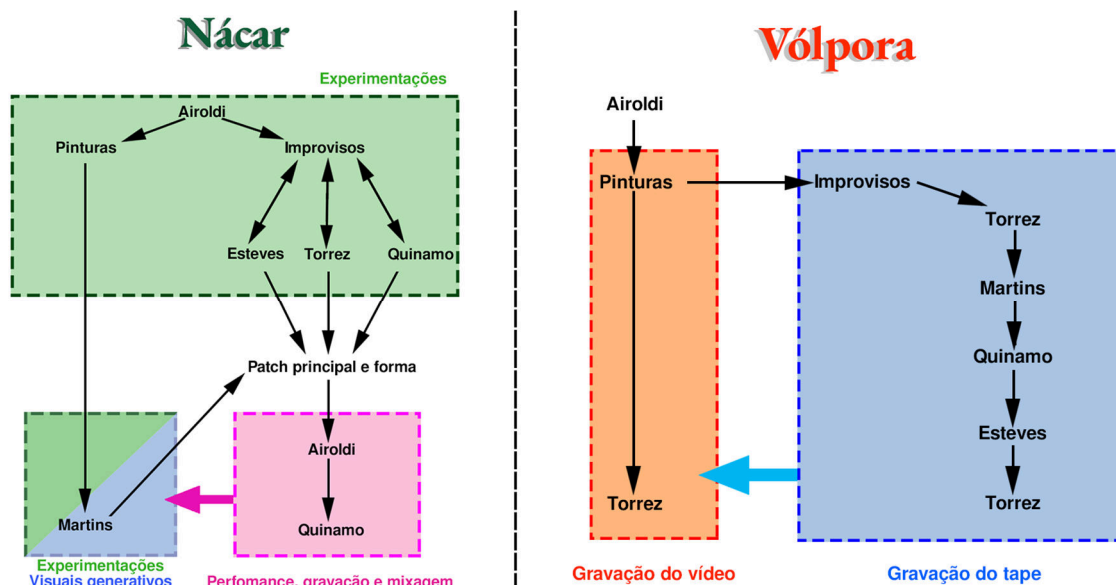 Nácar
Experimentações
Airoldi
Pinturas
Improvisos
Esteves
Torrez
Quinamo
Patch principal e forma
Airoldi
Martins
Quinamo
Experimentações
Visuais generativos
Perfomance, gravação e mixagem
Vólpora
Airoldi
Pinturas
Improvisos
Torrez
Martins
Quinamo
Esteves
Torrez
Torrez
Gravação do vídeo
Gravação do tape